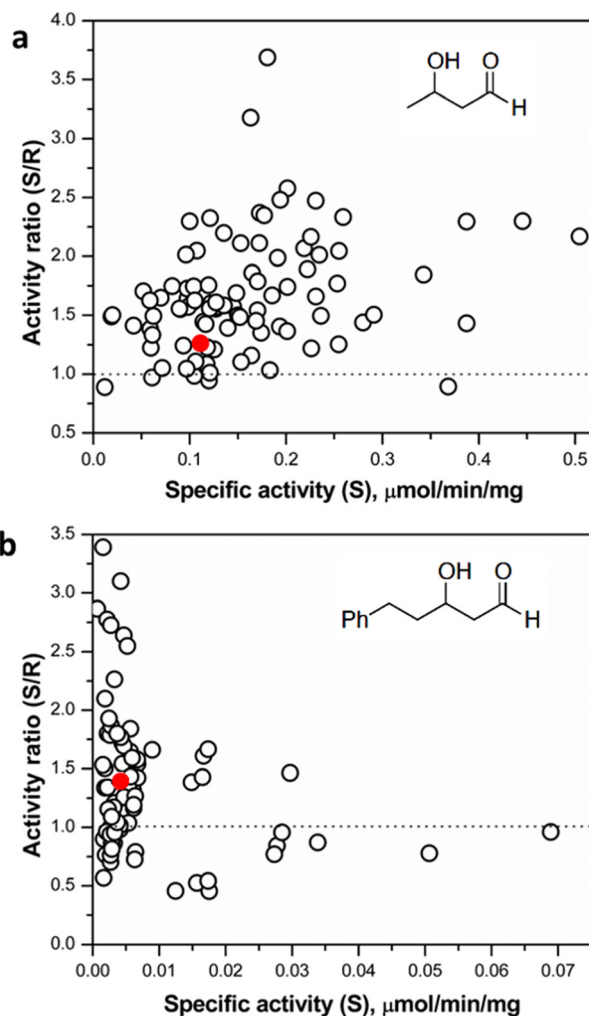 a
4.0
3.5
3.0
2.5
2.0
1.5
1.0
0.5
Activity ratio (S/R)
OH O
H
0.0 0.1 0.2 0.3 0.4 0.5
Specific activity (S), μmol/min/mg
b
3.5
3.0
2.5
2.0
1.5
1.0
0.5
0.0
Activity ratio (S/R)
OH O
Ph H
0.00 0.01 0.02 0.03 0.04 0.05 0.06 0.07
Specific activity (S), μmol/min/mg